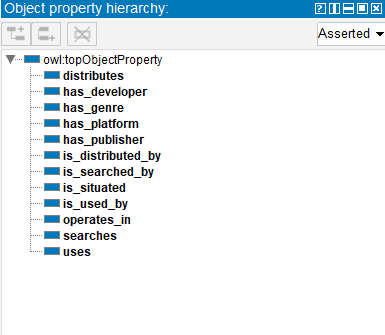 Object property hierarchy:
Asserted
owl:topObjectProperty
distributes
has_developer
has_genre
has_platform
has_publisher
is_distributed_by
is_searched_by
is_situated
is_used_by
operates_in
searches
uses